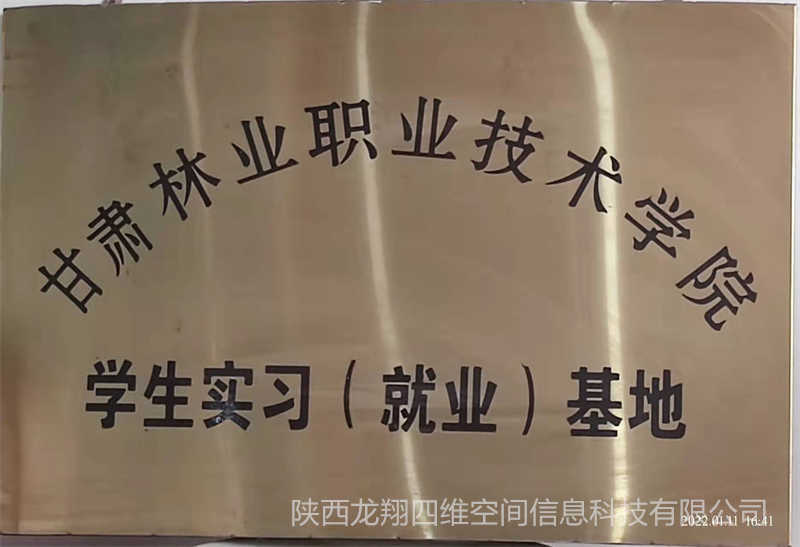 甘肃林业职业技术学院
学生实习（就业）基地
陕西龙翔四维空间信息科技有限公司
2022.01.11 16:41